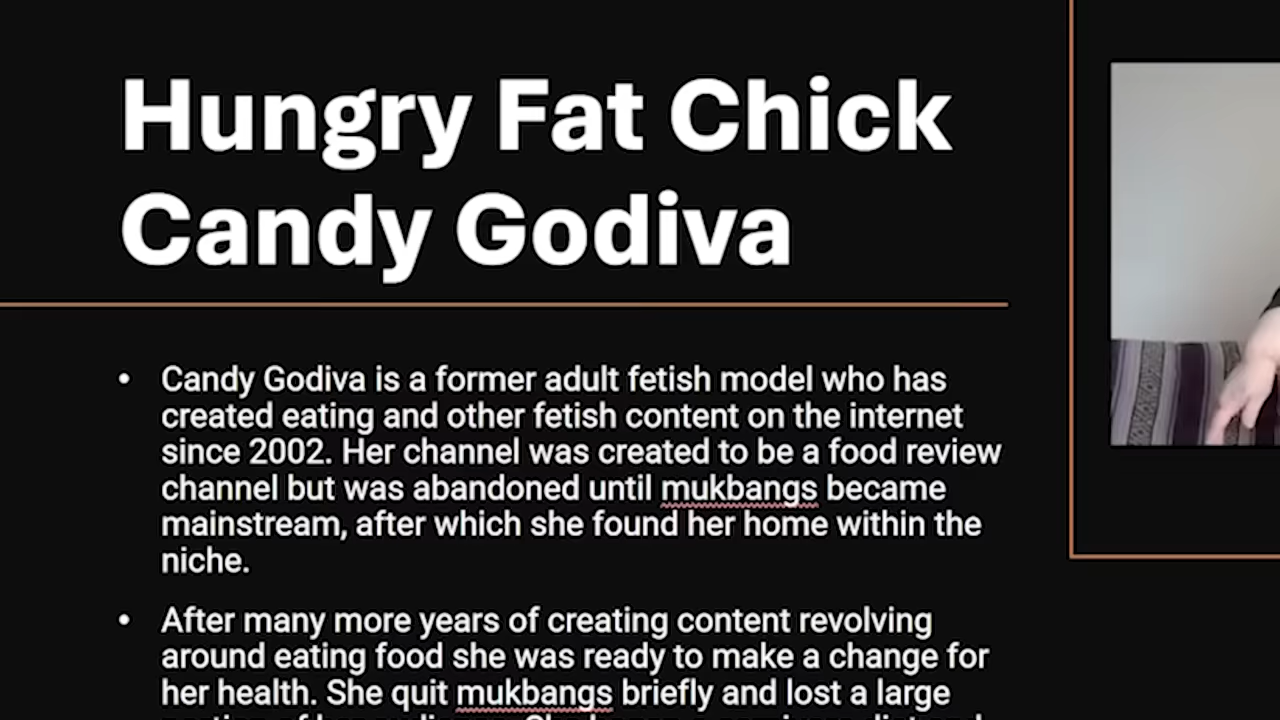 Hungry Fat Chick
Candy Godiva
• Candy Godiva is a former adult fetish model who has
created eating and other fetish content on the internet
since 2002. Her channel was created to be a food review
channel but was abandoned until mukbangs became
mainstream, after which she found her home within the
niche.
• After many more years of creating content revolving
around eating food she was ready to make a change for
her health. She quit mukbangs briefly and lost a large